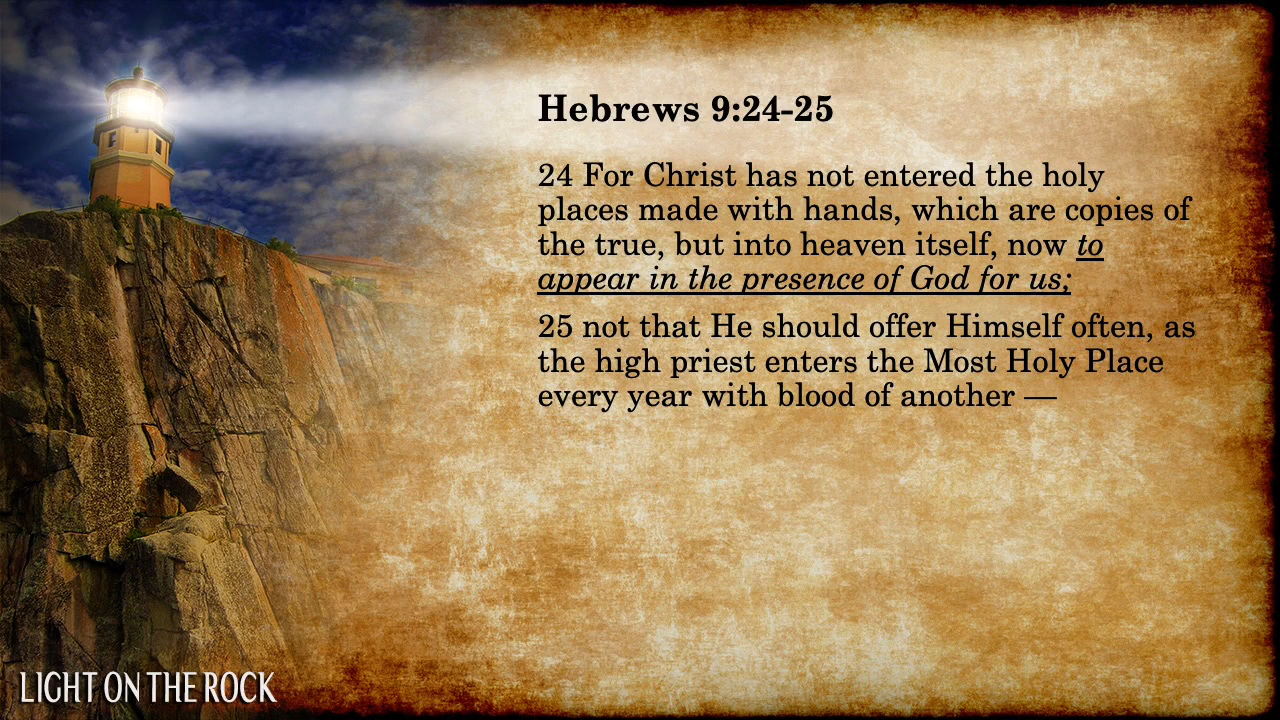 Hebrews 9:24-25
24 For Christ has not entered the holy
places made with hands, which are copies of
the true, but into heaven itself, now to
appear in the presence of God for us;
25 not that He should offer Himself often, as
the high priest enters the Most Holy Place
every year with blood of another —
LIGHT ON THE ROCK